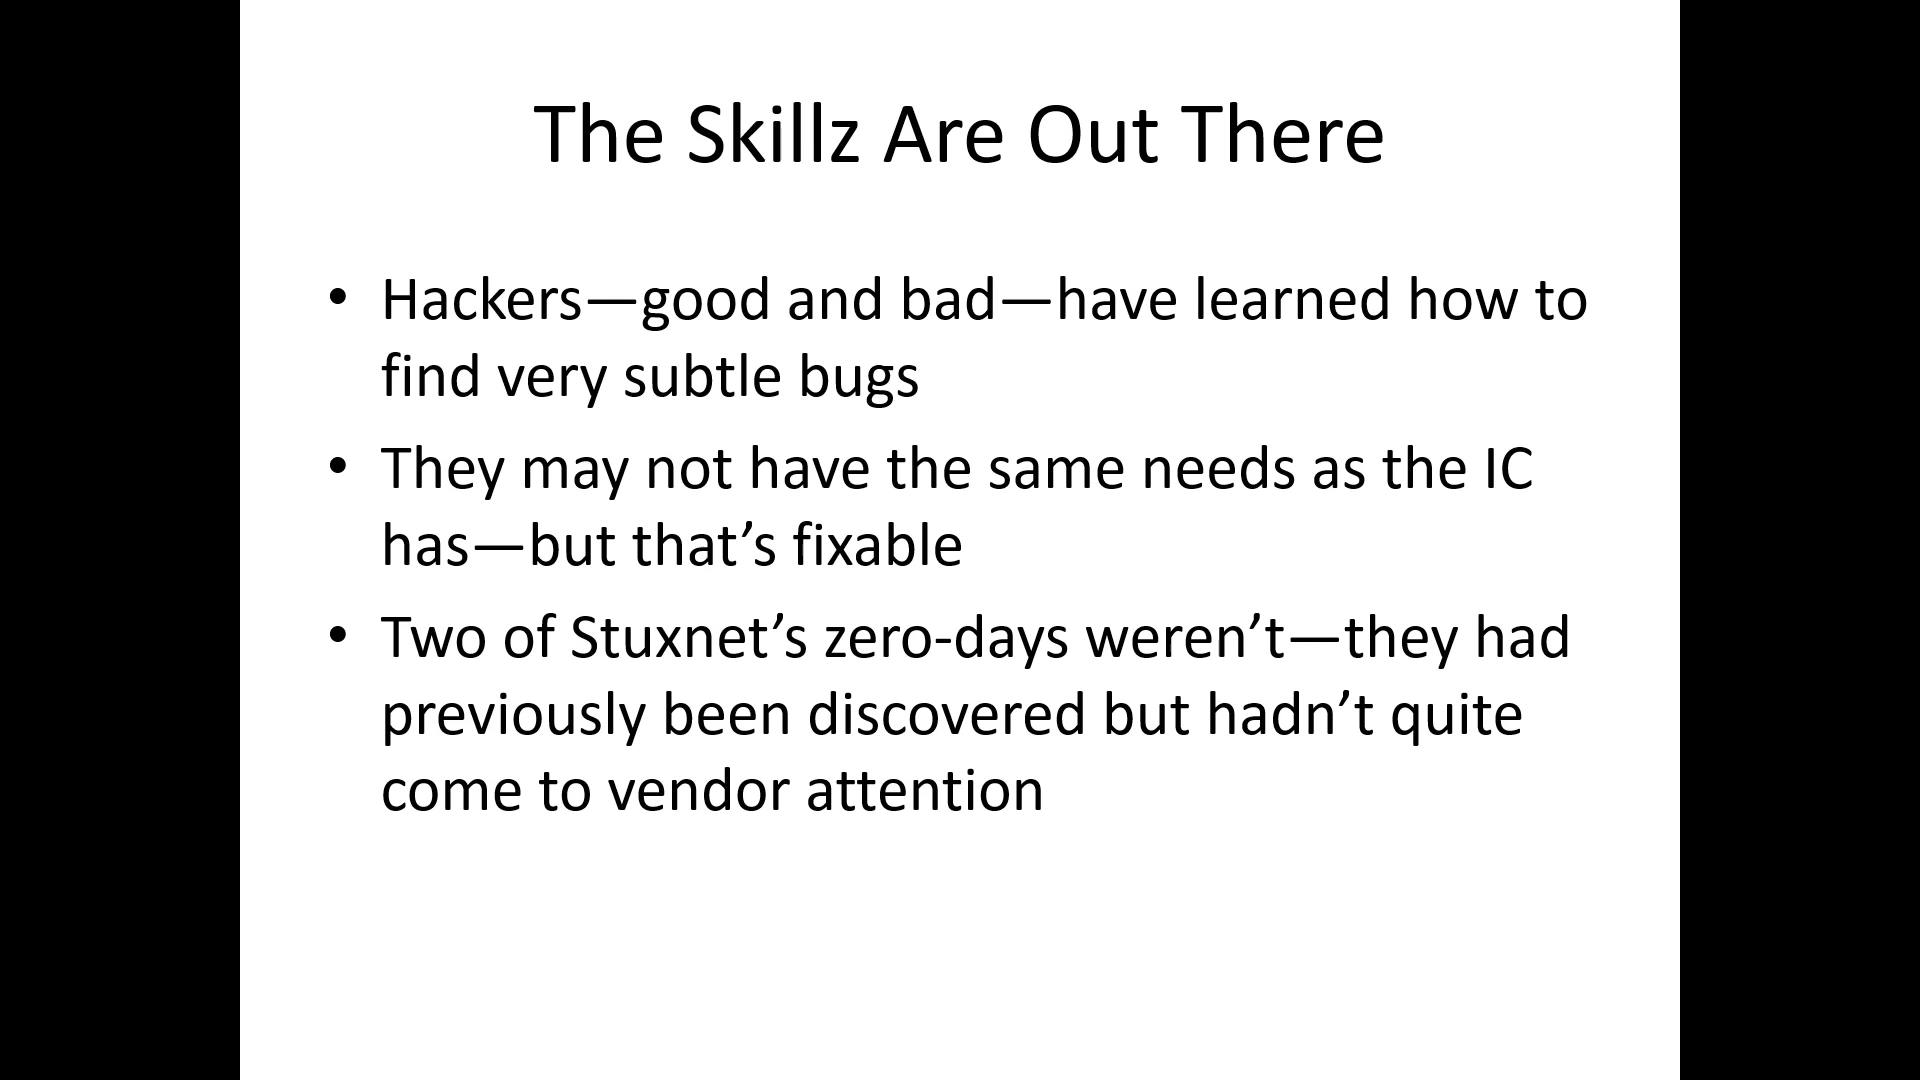 The Skillz Are Out There
• Hackers—good and bad—have learned how to
find very subtle bugs
• They may not have the same needs as the IC
has—but that’s fixable
• Two of Stuxnet’s zero-days weren’t—they had
previously been discovered but hadn’t quite
come to vendor attention